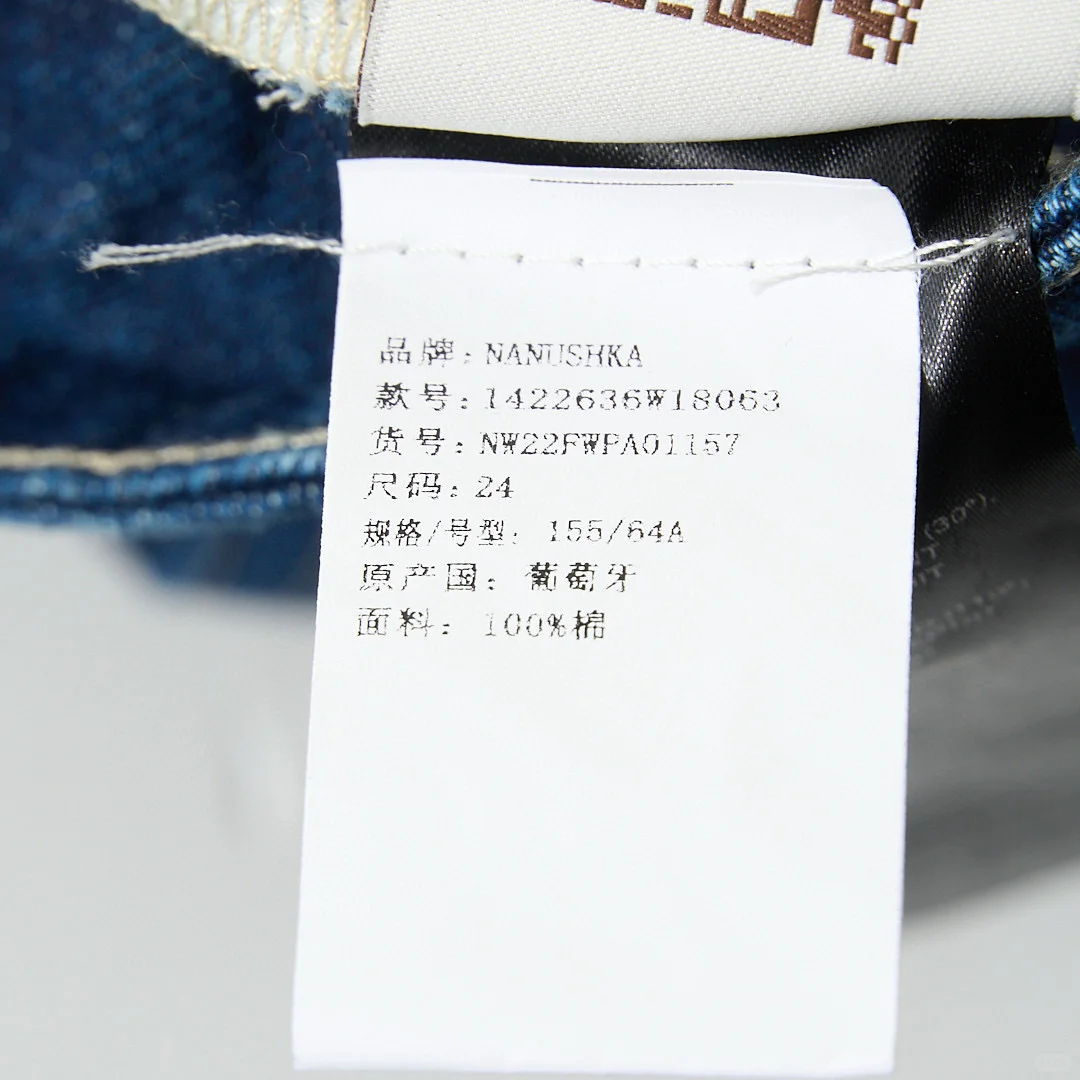 品牌: NANUSHKA
款号: 1422636W18063
货号: NW22FWPA01157
尺码: 24
规格/号型: 155/64A
原产国: 葡萄牙
面料: 100%棉
(30°),